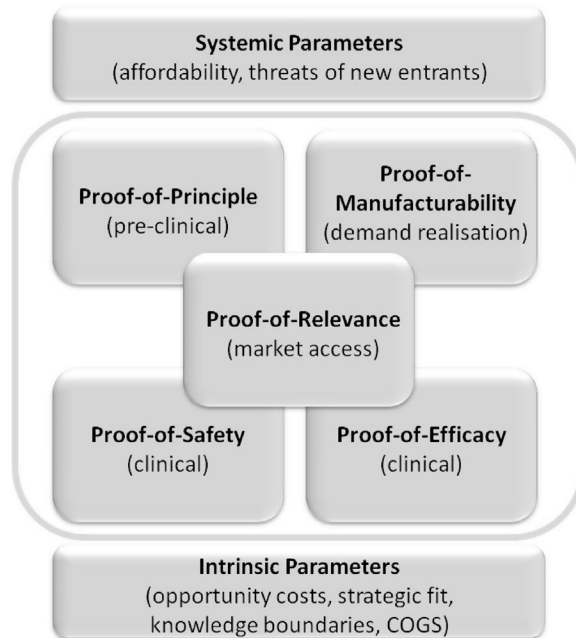 Systemic Parameters
(affordability, threats of new entrants)
Proof-of-Principle
(pre-clinical)
Proof-of-
Manufacturability
(demand realisation)
Proof-of-Relevance
(market access)
Proof-of-Safety
(clinical)
Proof-of-Efficacy
(clinical)
Intrinsic Parameters
(opportunity costs, strategic fit,
knowledge boundaries, COGS)